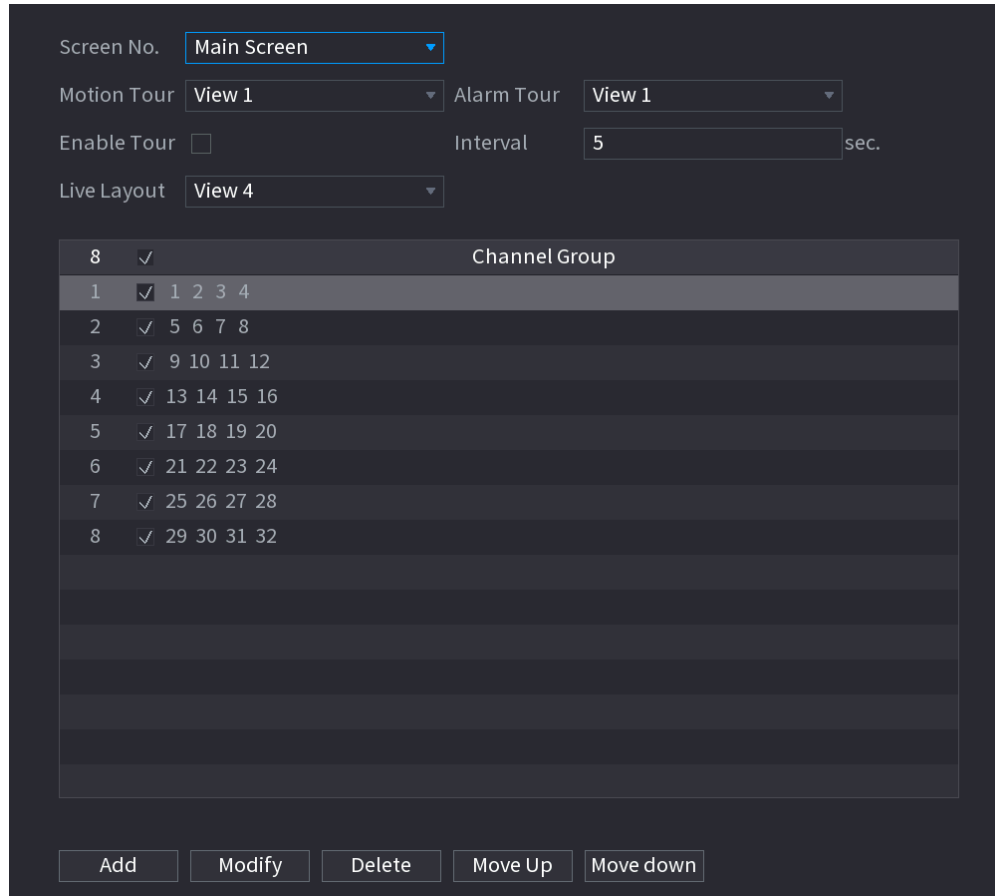 Screen No. Main Screen
Motion Tour View 1 Alarm Tour View 1
Enable Tour Interval 5 sec.
Live Layout View 4
8 Channel Group
1 1 2 3 4
2 5 6 7 8
3 9 10 11 12
4 13 14 15 16
5 17 18 19 20
6 21 22 23 24
7 25 26 27 28
8 29 30 31 32
Add Modify Delete Move Up Move down